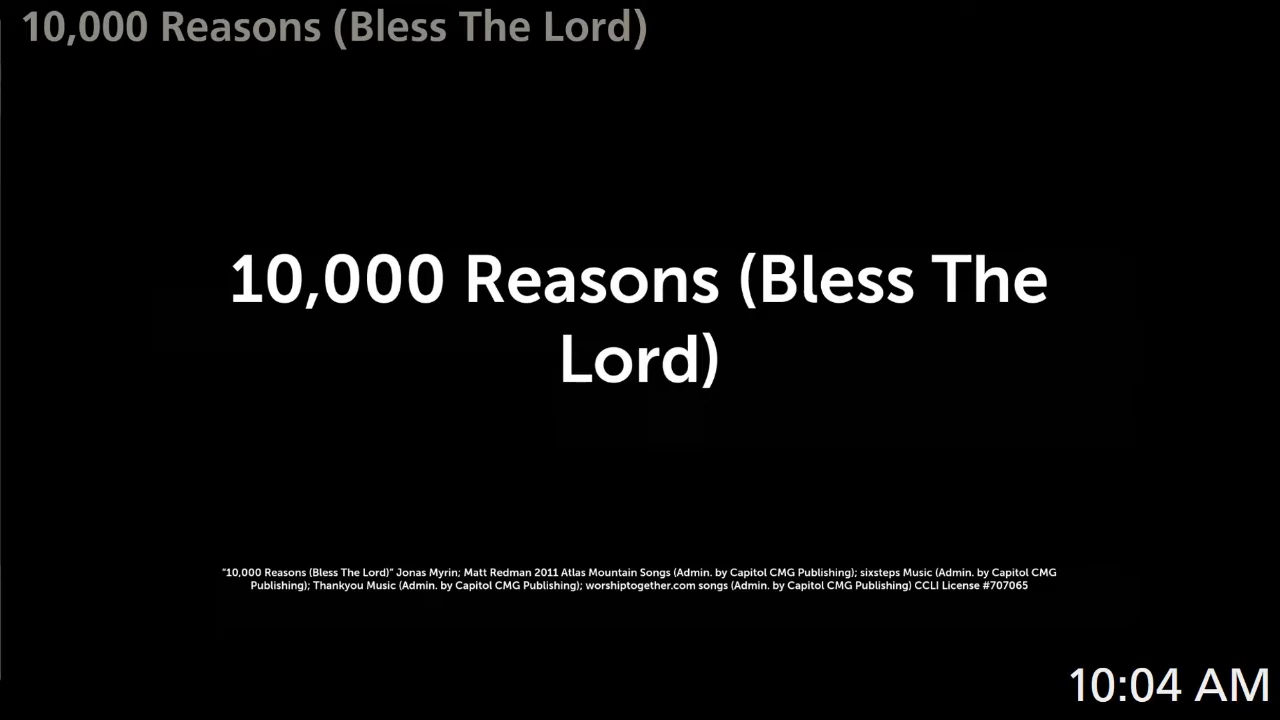 10,000 Reasons (Bless The Lord)
10,000 Reasons (Bless The
Lord)
“10,000 Reasons (Bless The Lord)” Jonas Myrin; Matt Redman 2011 Atlas Mountain Songs (Admin. by Capitol CMG Publishing); sixsteps Music (Admin. by Capitol CMG
Publishing); Thankyou Music (Admin. by Capitol CMG Publishing); worshiptogether.com songs (Admin. by Capitol CMG Publishing) CCLI License #707065
10:04 AM